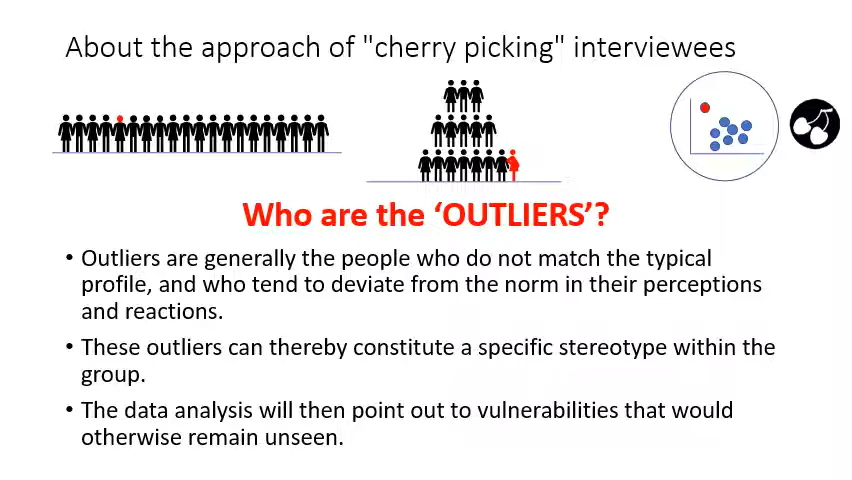 About the approach of "cherry picking" interviewees
Who are the ‘OUTLIERS’?
• Outliers are generally the people who do not match the typical
profile, and who tend to deviate from the norm in their perceptions
and reactions.
• These outliers can thereby constitute a specific stereotype within the
group.
• The data analysis will then point out to vulnerabilities that would
otherwise remain unseen.